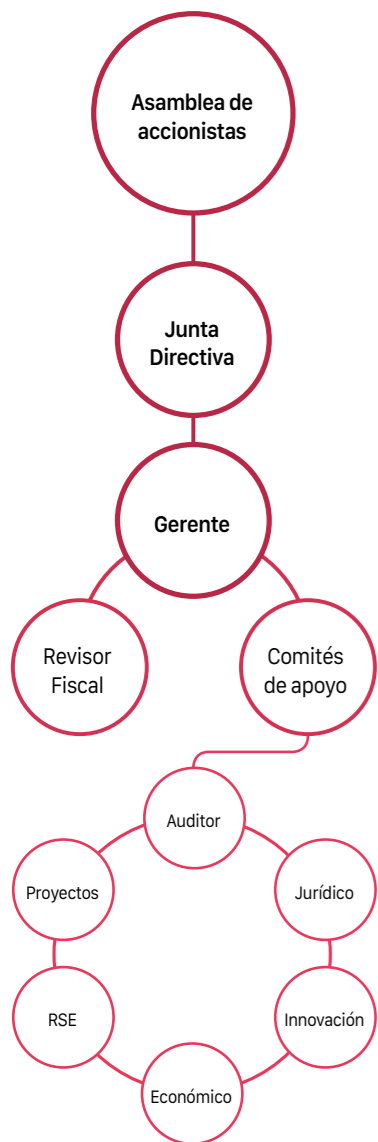 Asamblea de
accionistas
Junta
Directiva
Gerente
Revisor
Fiscal
Comités
de apoyo
Auditor
Proyectos
Jurídico
RSE
Innovación
Económico